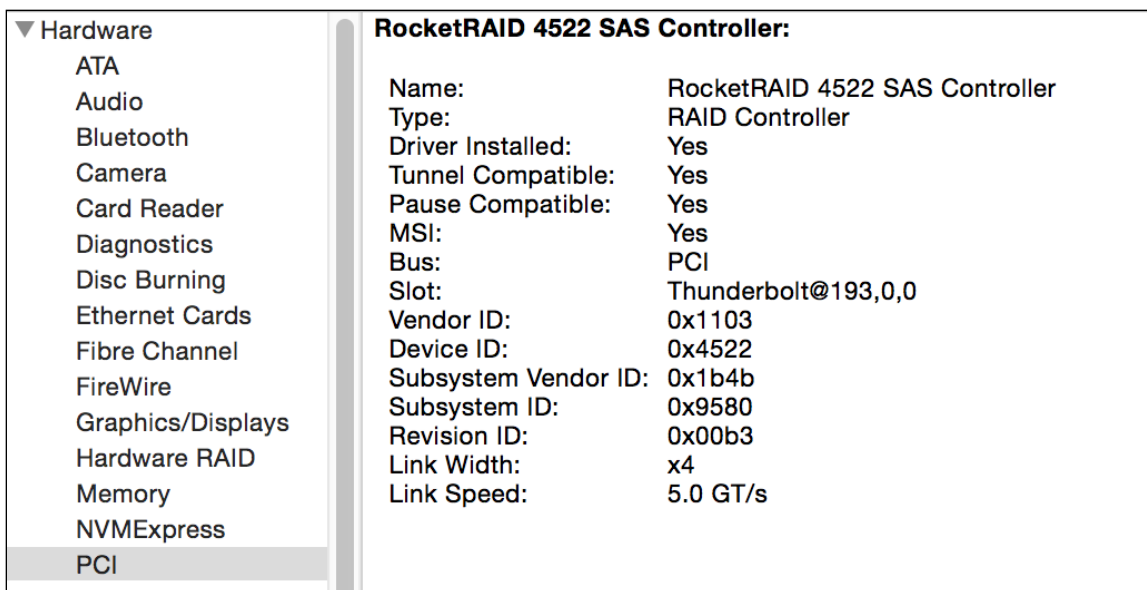 Hardware
ATA
Audio
Bluetooth
Camera
Card Reader
Diagnostics
Disc Burning
Ethernet Cards
Fibre Channel
FireWire
Graphics/Displays
Hardware RAID
Memory
NVMExpress
PCI
RocketRAID 4522 SAS Controller:
Name: RocketRAID 4522 SAS Controller
Type: RAID Controller
Driver Installed: Yes
Tunnel Compatible: Yes
Pause Compatible: Yes
MSI: Yes
Bus: PCI
Slot: Thunderbolt@193,0,0
Vendor ID: 0x1103
Device ID: 0x4522
Subsystem Vendor ID: 0x1b4b
Subsystem ID: 0x9580
Revision ID: 0x00b3
Link Width: x4
Link Speed: 5.0 GT/s